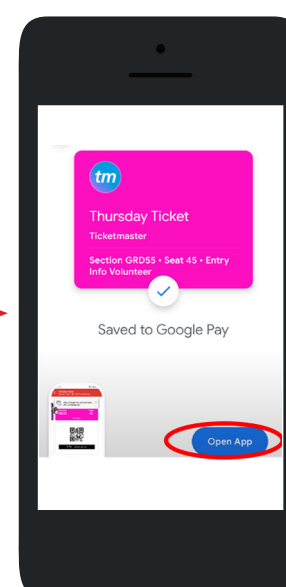 tm
Thursday Ticket
Ticketmaster
Section GRD55 • Seat 45 • Entry
Info Volunteer
Saved to Google Pay
Open App